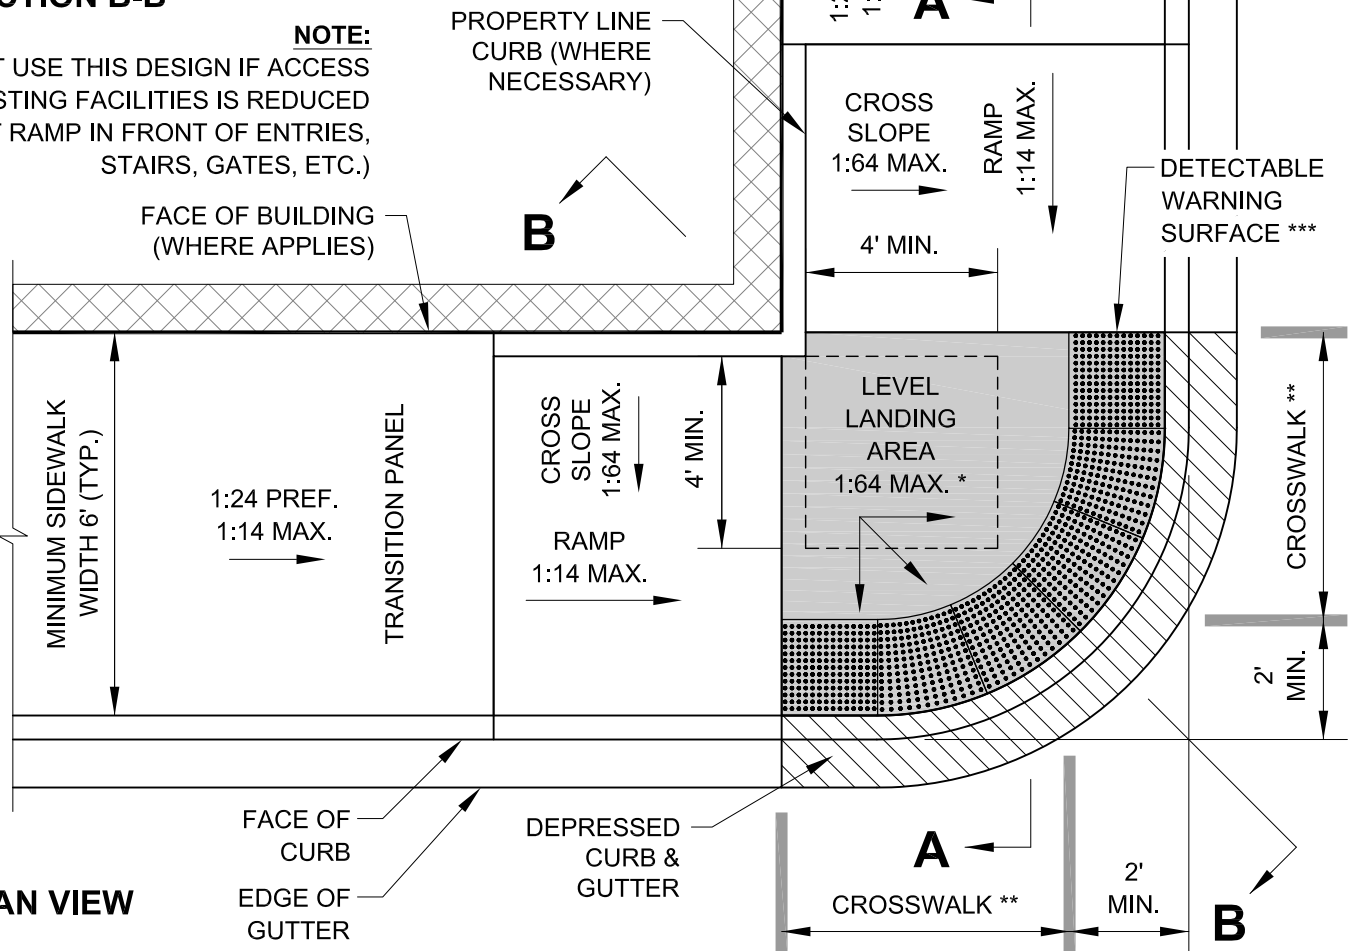 NOTE:
USE THIS DESIGN IF ACCESS
FACILITIES IS REDUCED
RAMP IN FRONT OF ENTRIES,
STAIRS, GATES, ETC.)
FACE OF BUILDING
(WHERE APPLIES)
B
PROPERTY LINE
CURB (WHERE
NECESSARY)
A
CROSS
SLOPE
1:64 MAX.
RAMP
1:14 MAX.
4' MIN.
DETECTABLE
WARNING
SURFACE ***
MINIMUM SIDEWALK
WIDTH 6' (TYP.)
1:24 PREF.
1:14 MAX.
TRANSITION PANEL
CROSS
SLOPE
1:64 MAX.
RAMP
1:14 MAX.
4' MIN.
LEVEL
LANDING
AREA
1:64 MAX. *
CROSSWALK **
2'
MIN.
FACE OF
CURB
EDGE OF
GUTTER
DEPRESSED
CURB &
GUTTER
A
CROSSWALK **
2'
MIN.
B
VIEW